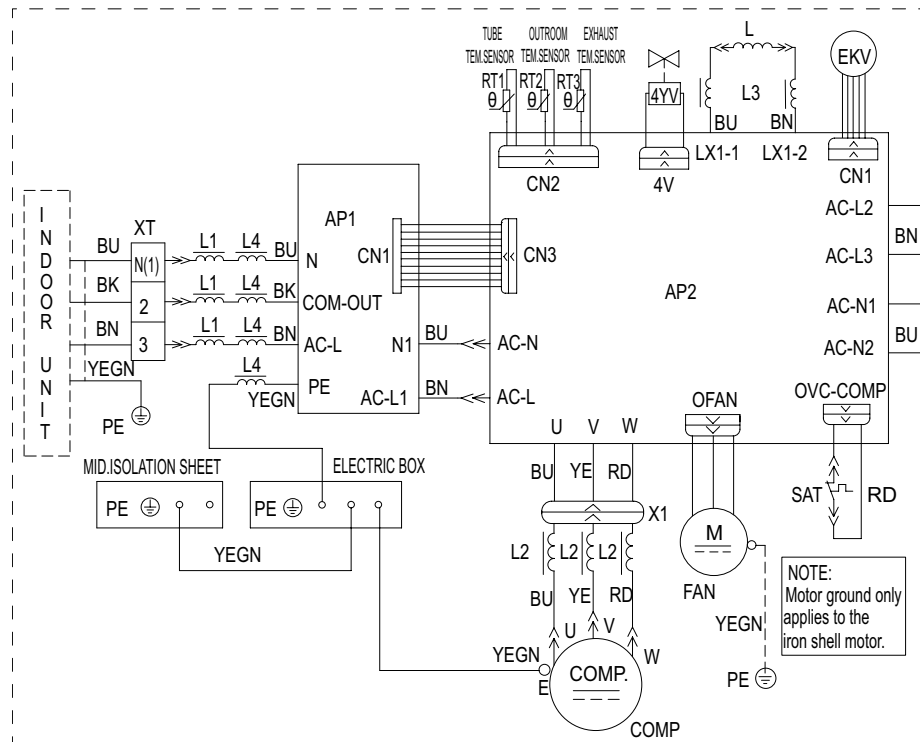 TUBE
TEM.SENSOR
OUTROOM
TEM.SENSOR
EXHAUST
TEM.SENSOR
RT1
RT2
RT3
θ
θ
θ
4YV
L
L3
EKV
BU
BN
CN2
4V
LX1-1
LX1-2
CN1
INDOOR UNIT
XT
BU
N(1)
L1
L4
BU
N
BK
2
L1
L4
BK
COM-OUT
BN
3
L1
L4
BN
AC-L
YEGN
L4
YEGN
PE
PE
AP1
CN1
CN3
N1
BU
AC-N
AC-L1
BN
AC-L
AP2
AC-L2
BN
AC-L3
AC-N1
BU
AC-N2
OVC-COMP
OFAN
U
V
W
BU
YE
RD
X1
L2
L2
L2
BU
YE
RD
U
V
W
MID.ISOLATION SHEET
PE
ELECTRIC BOX
PE
YEGN
YEGN
E
COMP.
COMP
M
FAN
YEGN
PE
SAT
RD
NOTE:
Motor ground only
applies to the
iron shell motor.